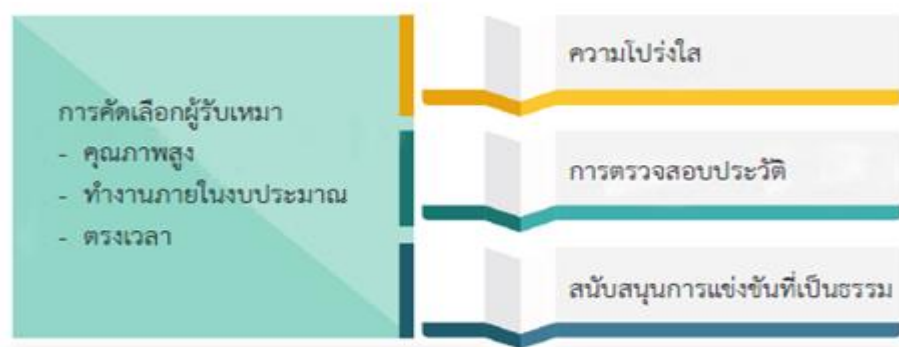 การคัดเลือกผู้รับเหมา
- คุณภาพสูง
- ทำงานภายในงบประมาณ
- ตรงเวลา
ความโปร่งใส
การตรวจสอบประวัติ
สนับสนุนการแข่งขันที่เป็นธรรม